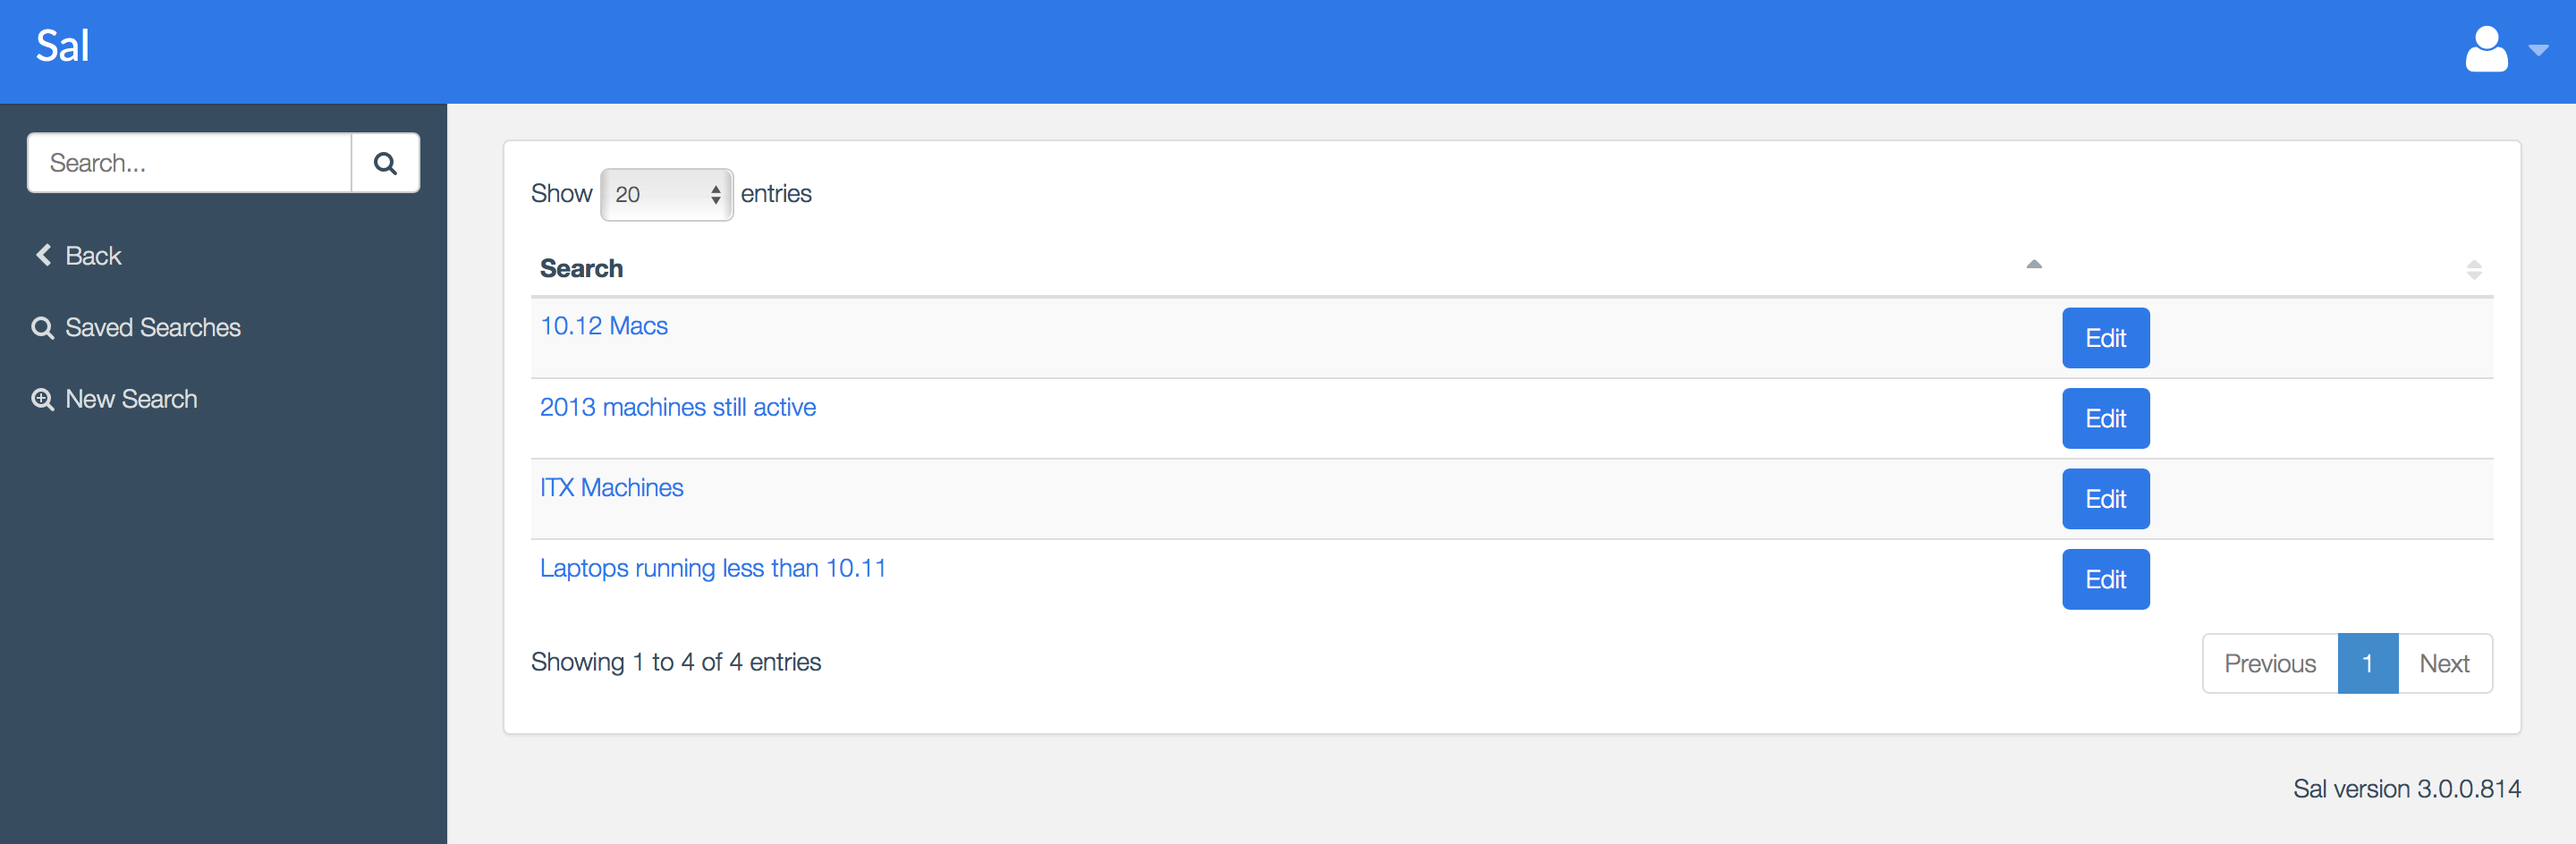 Sal
Search...
Back
Saved Searches
New Search
Show 20 entries
Search
10.12 Macs Edit
2013 machines still active Edit
ITX Machines Edit
Laptops running less than 10.11 Edit
Showing 1 to 4 of 4 entries
Previous 1 Next
Sal version 3.0.0.814